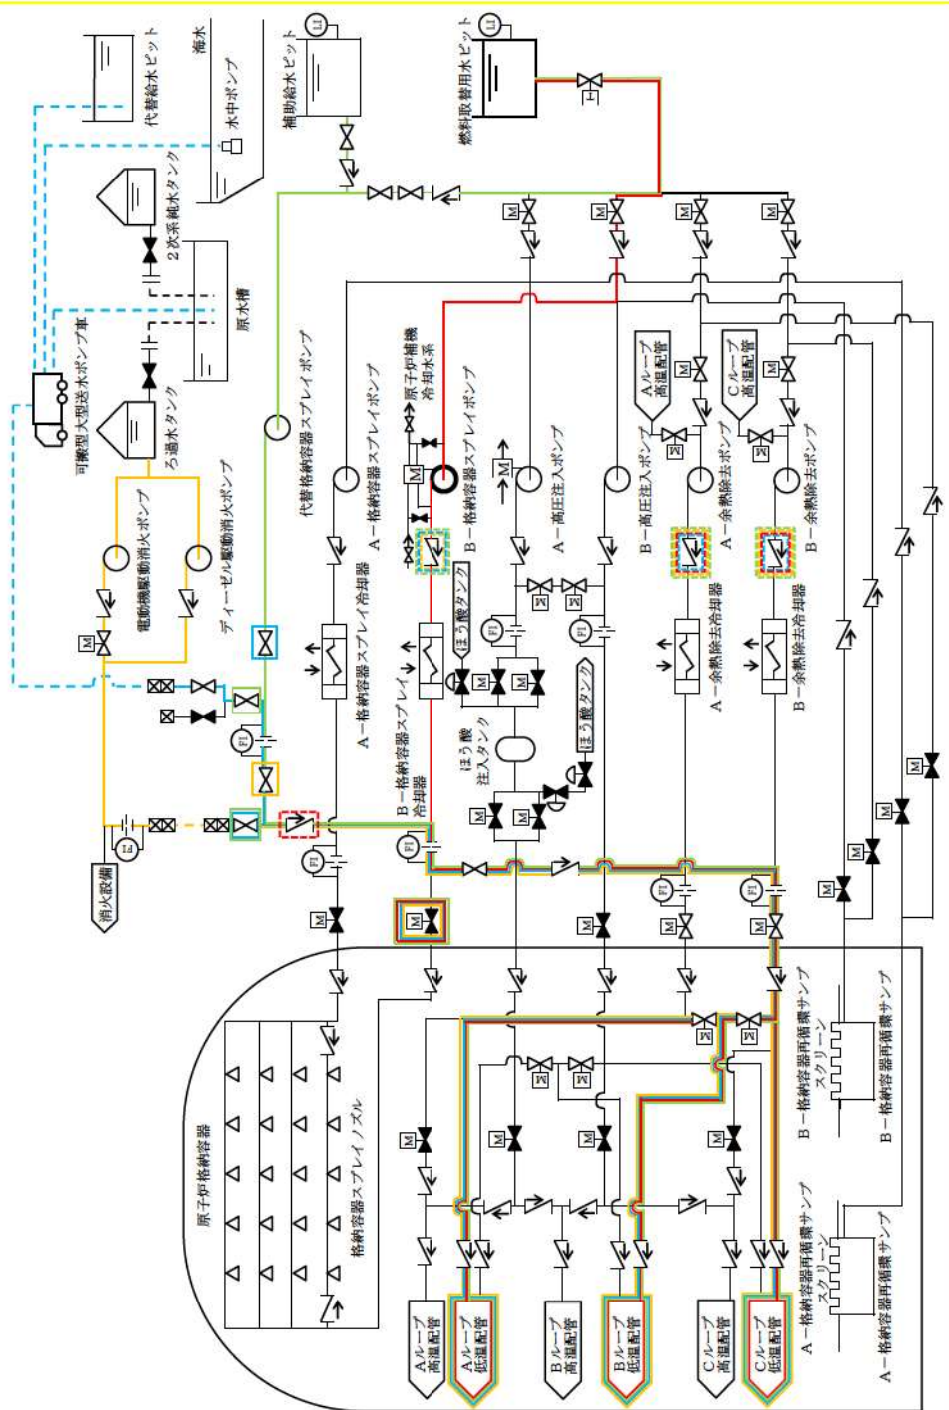 代替給水ピット
海水
水中ポンプ
補助給水ピット
LI
燃料取替用水ピット
LI
2次系純水タンク
原水槽
可搬型大型送水ポンプ車
ろ過水タンク
電動機駆動消火ポンプ
ディーゼル駆動消火ポンプ
代替格納容器スプレイポンプ
A-格納容器スプレイポンプ
原子炉補機
冷却水系
B-格納容器スプレイポンプ
A-高圧注入ポンプ
B-高圧注入ポンプ
Aループ
高温配管
Cループ
高温配管
A-余熱除去ポンプ
B-余熱除去ポンプ
M
M
M
M
M
M
M
M
M
M
M
A-格納容器スプレイ冷却器
B-格納容器スプレイ
冷却器
ほう酸タンク
ほう酸
注入タンク
ほう酸タンク
A-余熱除去冷却器
B-余熱除去冷却器
M
M
M
M
M
M
FI
FI
FI
FI
FI
FI
FI
FI
消火設備
M
M
M
M
M
M
M
M
原子炉格納容器
格納容器スプレイノズル
M
M
M
M
M
M
M
M
B-格納容器再循環サンプ
スクリーン
B-格納容器再循環サンプ
A-格納容器再循環サンプ
スクリーン
A-格納容器再循環サンプ
Aループ
高温配管
Aループ
低温配管
Bループ
高温配管
Bループ
低温配管
Cループ
高温配管
Cループ
低温配管